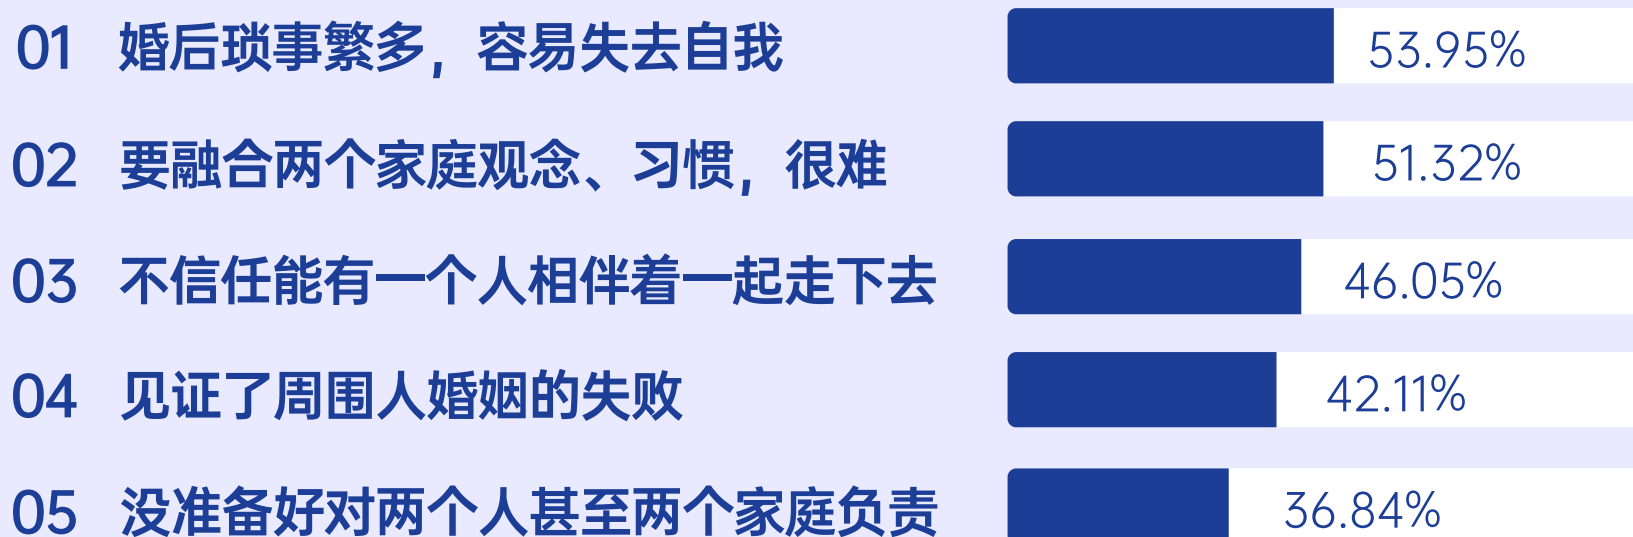 01 婚后琐事繁多，容易失去自我 53.95%
02 要融合两个家庭观念、习惯，很难 51.32%
03 不信任能有一个人相伴着一起走下去 46.05%
04 见证了周围人婚姻的失败 42.11%
05 没准备好对两个人甚至两个家庭负责 36.84%